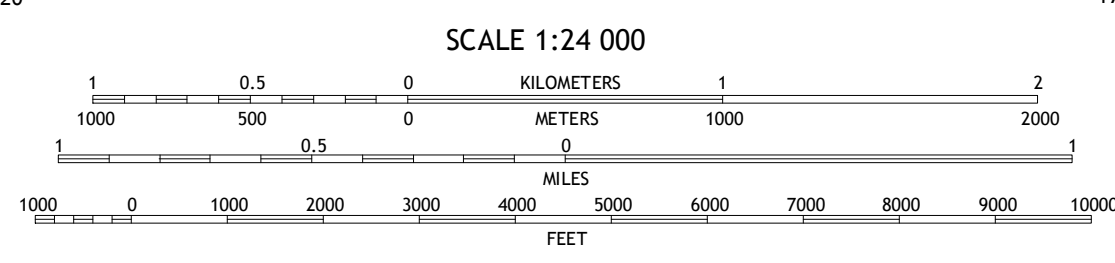 20
SCALE 1:24 000
1 0.5 0 KILOMETERS 1 2
1000 500 0 METERS 1000 2000
1 0.5 0 1
MILES
1000 0 1000 2000 3000 4000 5000 6000 7000 8000 9000 10000
FEET